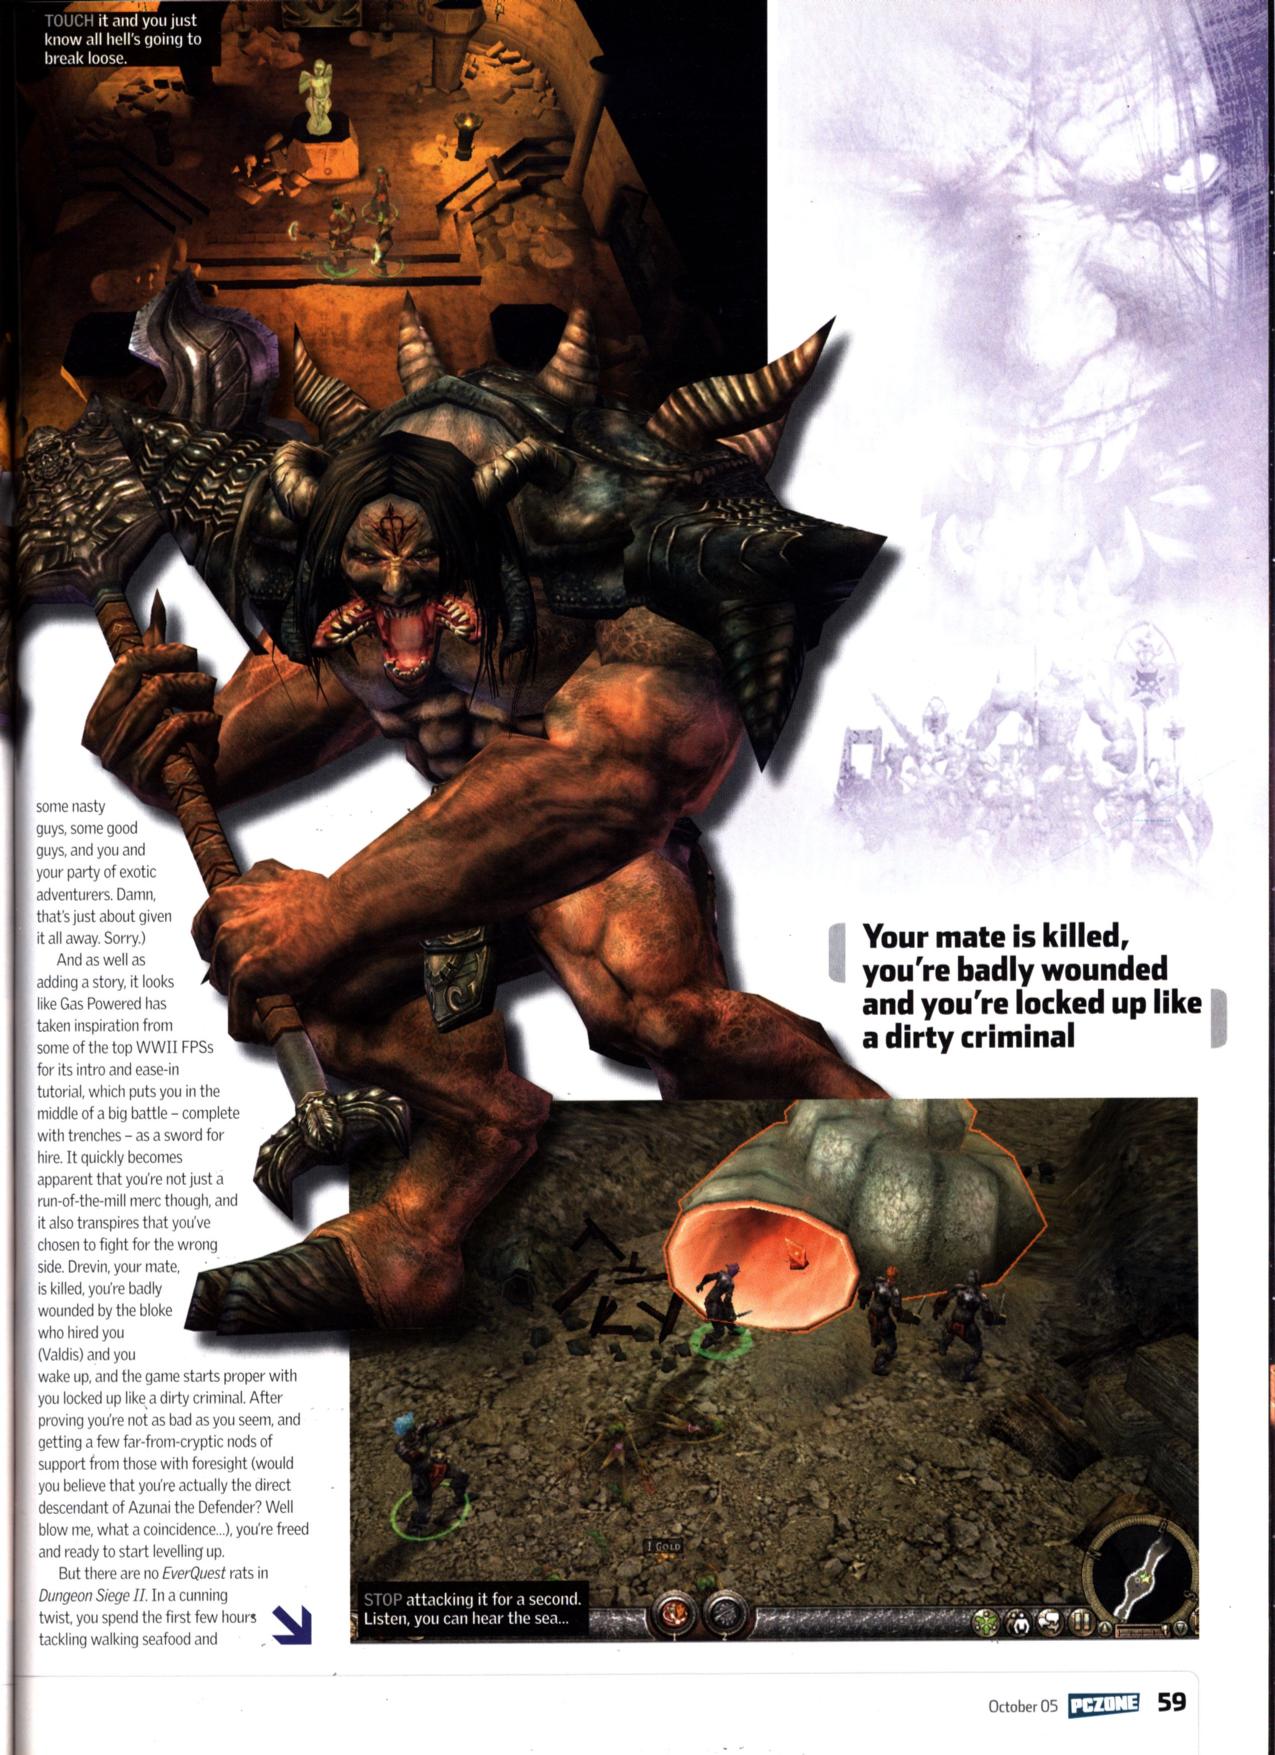 TOUCH it and you just
know all hell's going to
break loose.
some nasty
guys, some good
guys, and you and
your party of exotic
adventurers. Damn,
that's just about given
it all away. Sorry.)
And as well as
adding a story, it looks
like Gas Powered has
taken inspiration from
some of the top WWII FPSs
for its intro and ease-in
tutorial, which puts you in the
middle of a big battle – complete
with trenches – as a sword for
hire. It quickly becomes
apparent that you're not just a
run-of-the-mill merc though, and
it also transpires that you've
chosen to fight for the wrong
side. Drevin, your mate,
is killed, you're badly
wounded by the bloke
who hired you
(Valdis) and you
wake up, and the game starts proper with
you locked up like a dirty criminal. After
proving you're not as bad as you seem, and
getting a few far-from-cryptic nods of
support from those with foresight (would
you believe that you're actually the direct
descendant of Azunai the Defender? Well
blow me, what a coincidence...), you're freed
and ready to start levelling up.
But there are no EverQuest rats in
Dungeon Siege II. In a cunning
twist, you spend the first few hours
tackling walking seafood and
Your mate is killed,
you're badly wounded
and you're locked up like
a dirty criminal
1 GOLD
STOP attacking it for a second.
Listen, you can hear the sea...
1 2
October 05 PCZONE 59